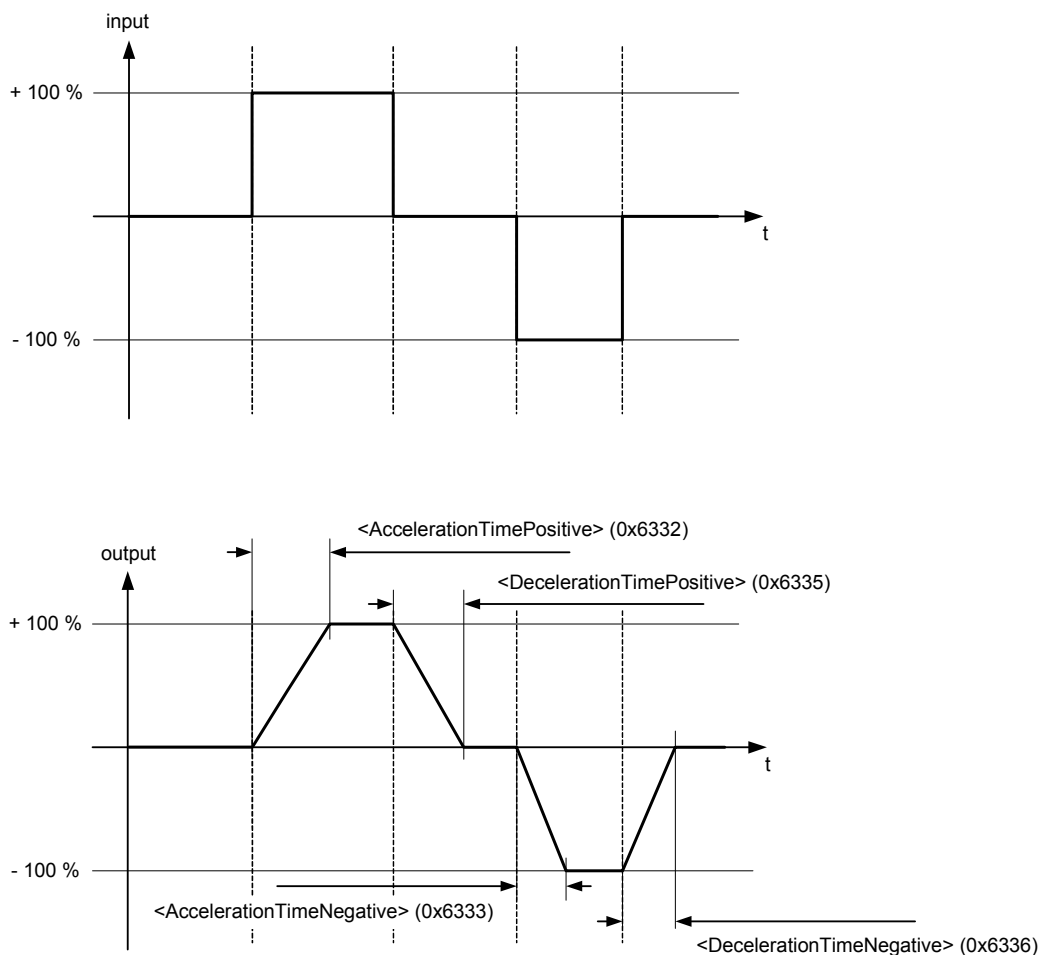 input
+ 100 %
t
- 100 %
<AccelerationTimePositive> (0x6332)
output
<DecelerationTimePositive> (0x6335)
+ 100 %
t
- 100 %
<AccelerationTimeNegative> (0x6333)
<DecelerationTimeNegative> (0x6336)